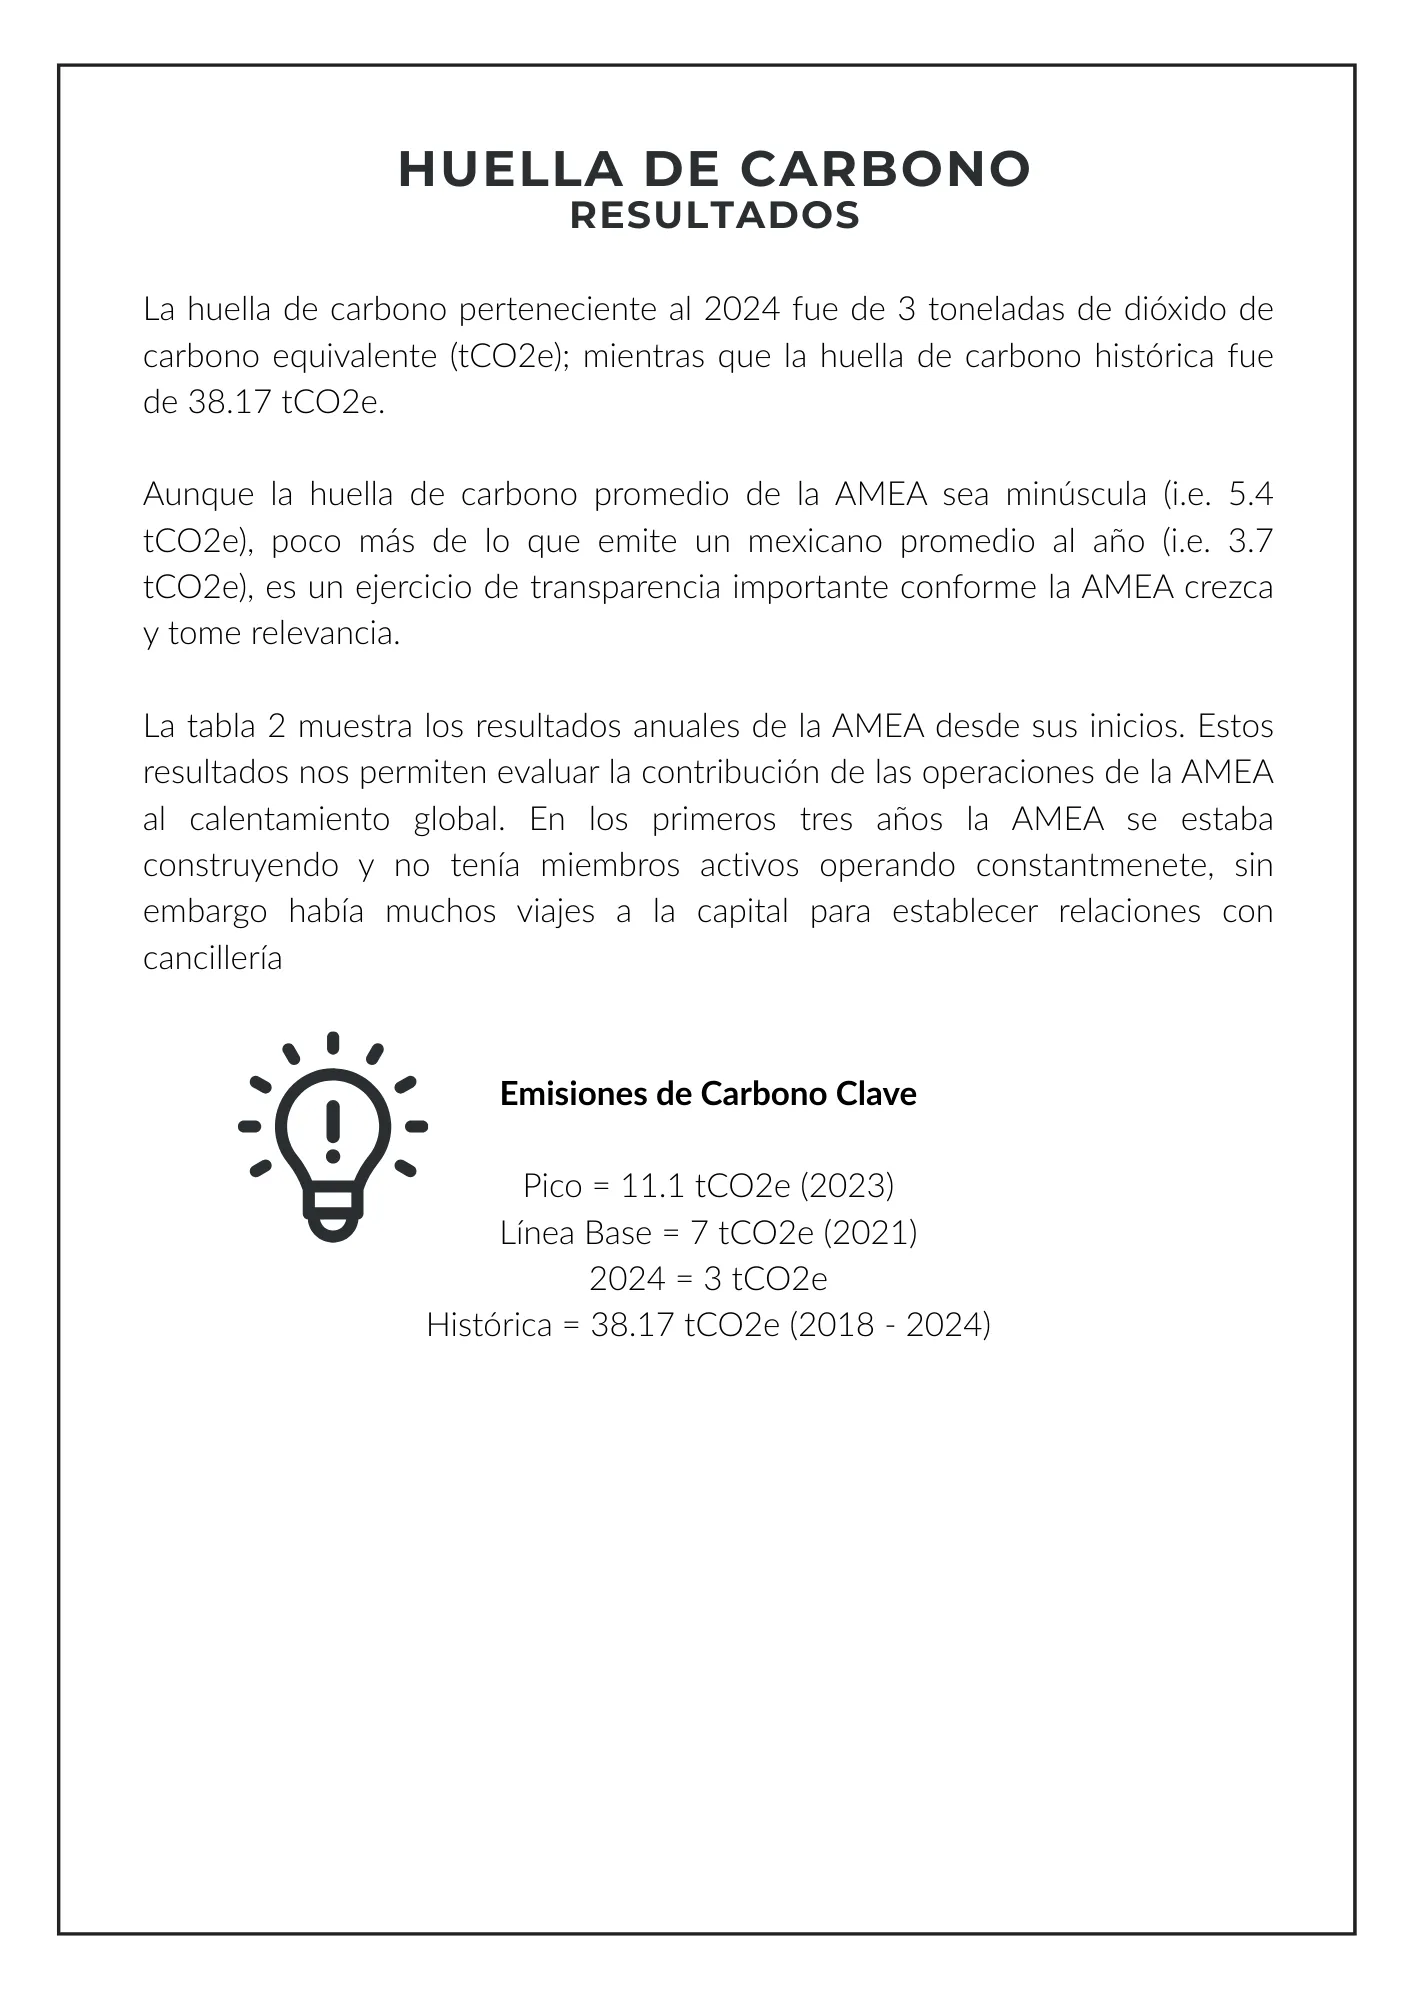 HUELLA DE CARBONO
RESULTADOS
La huella de carbono perteneciente al 2024 fue de 3 toneladas de dióxido de
carbono equivalente (tCO2e); mientras que la huella de carbono histórica fue
de 38.17 tCO2e.
Aunque la huella de carbono promedio de la AMEA sea minúscula (i.e. 5.4
tCO2e), poco más de lo que emite un mexicano promedio al año (i.e. 3.7
tCO2e), es un ejercicio de transparencia importante conforme la AMEA crezca
y tome relevancia.
La tabla 2 muestra los resultados anuales de la AMEA desde sus inicios. Estos
resultados nos permiten evaluar la contribución de las operaciones de la AMEA
al calentamiento global. En los primeros tres años la AMEA se estaba
construyendo y no tenía miembros activos operando constantmenete, sin
embargo había muchos viajes a la capital para establecer relaciones con
cancillería
Emisiones de Carbono Clave
Pico = 11.1 tCO2e (2023)
Línea Base = 7 tCO2e (2021)
2024 = 3 tCO2e
Histórica = 38.17 tCO2e (2018 - 2024)